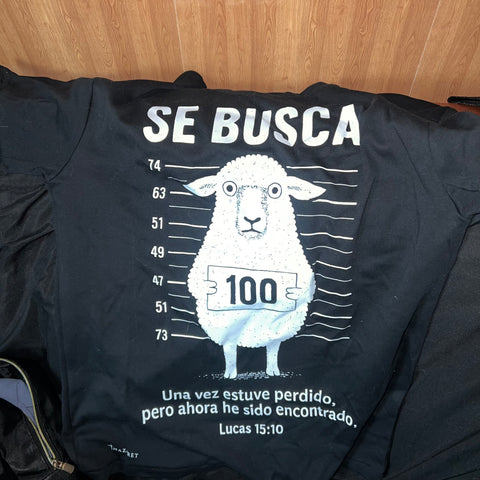 SE BUSCA
74
63
51
49
47
51
73
100
Una vez estuve perdido,
pero ahora he sido encontrado.
Lucas 15:10